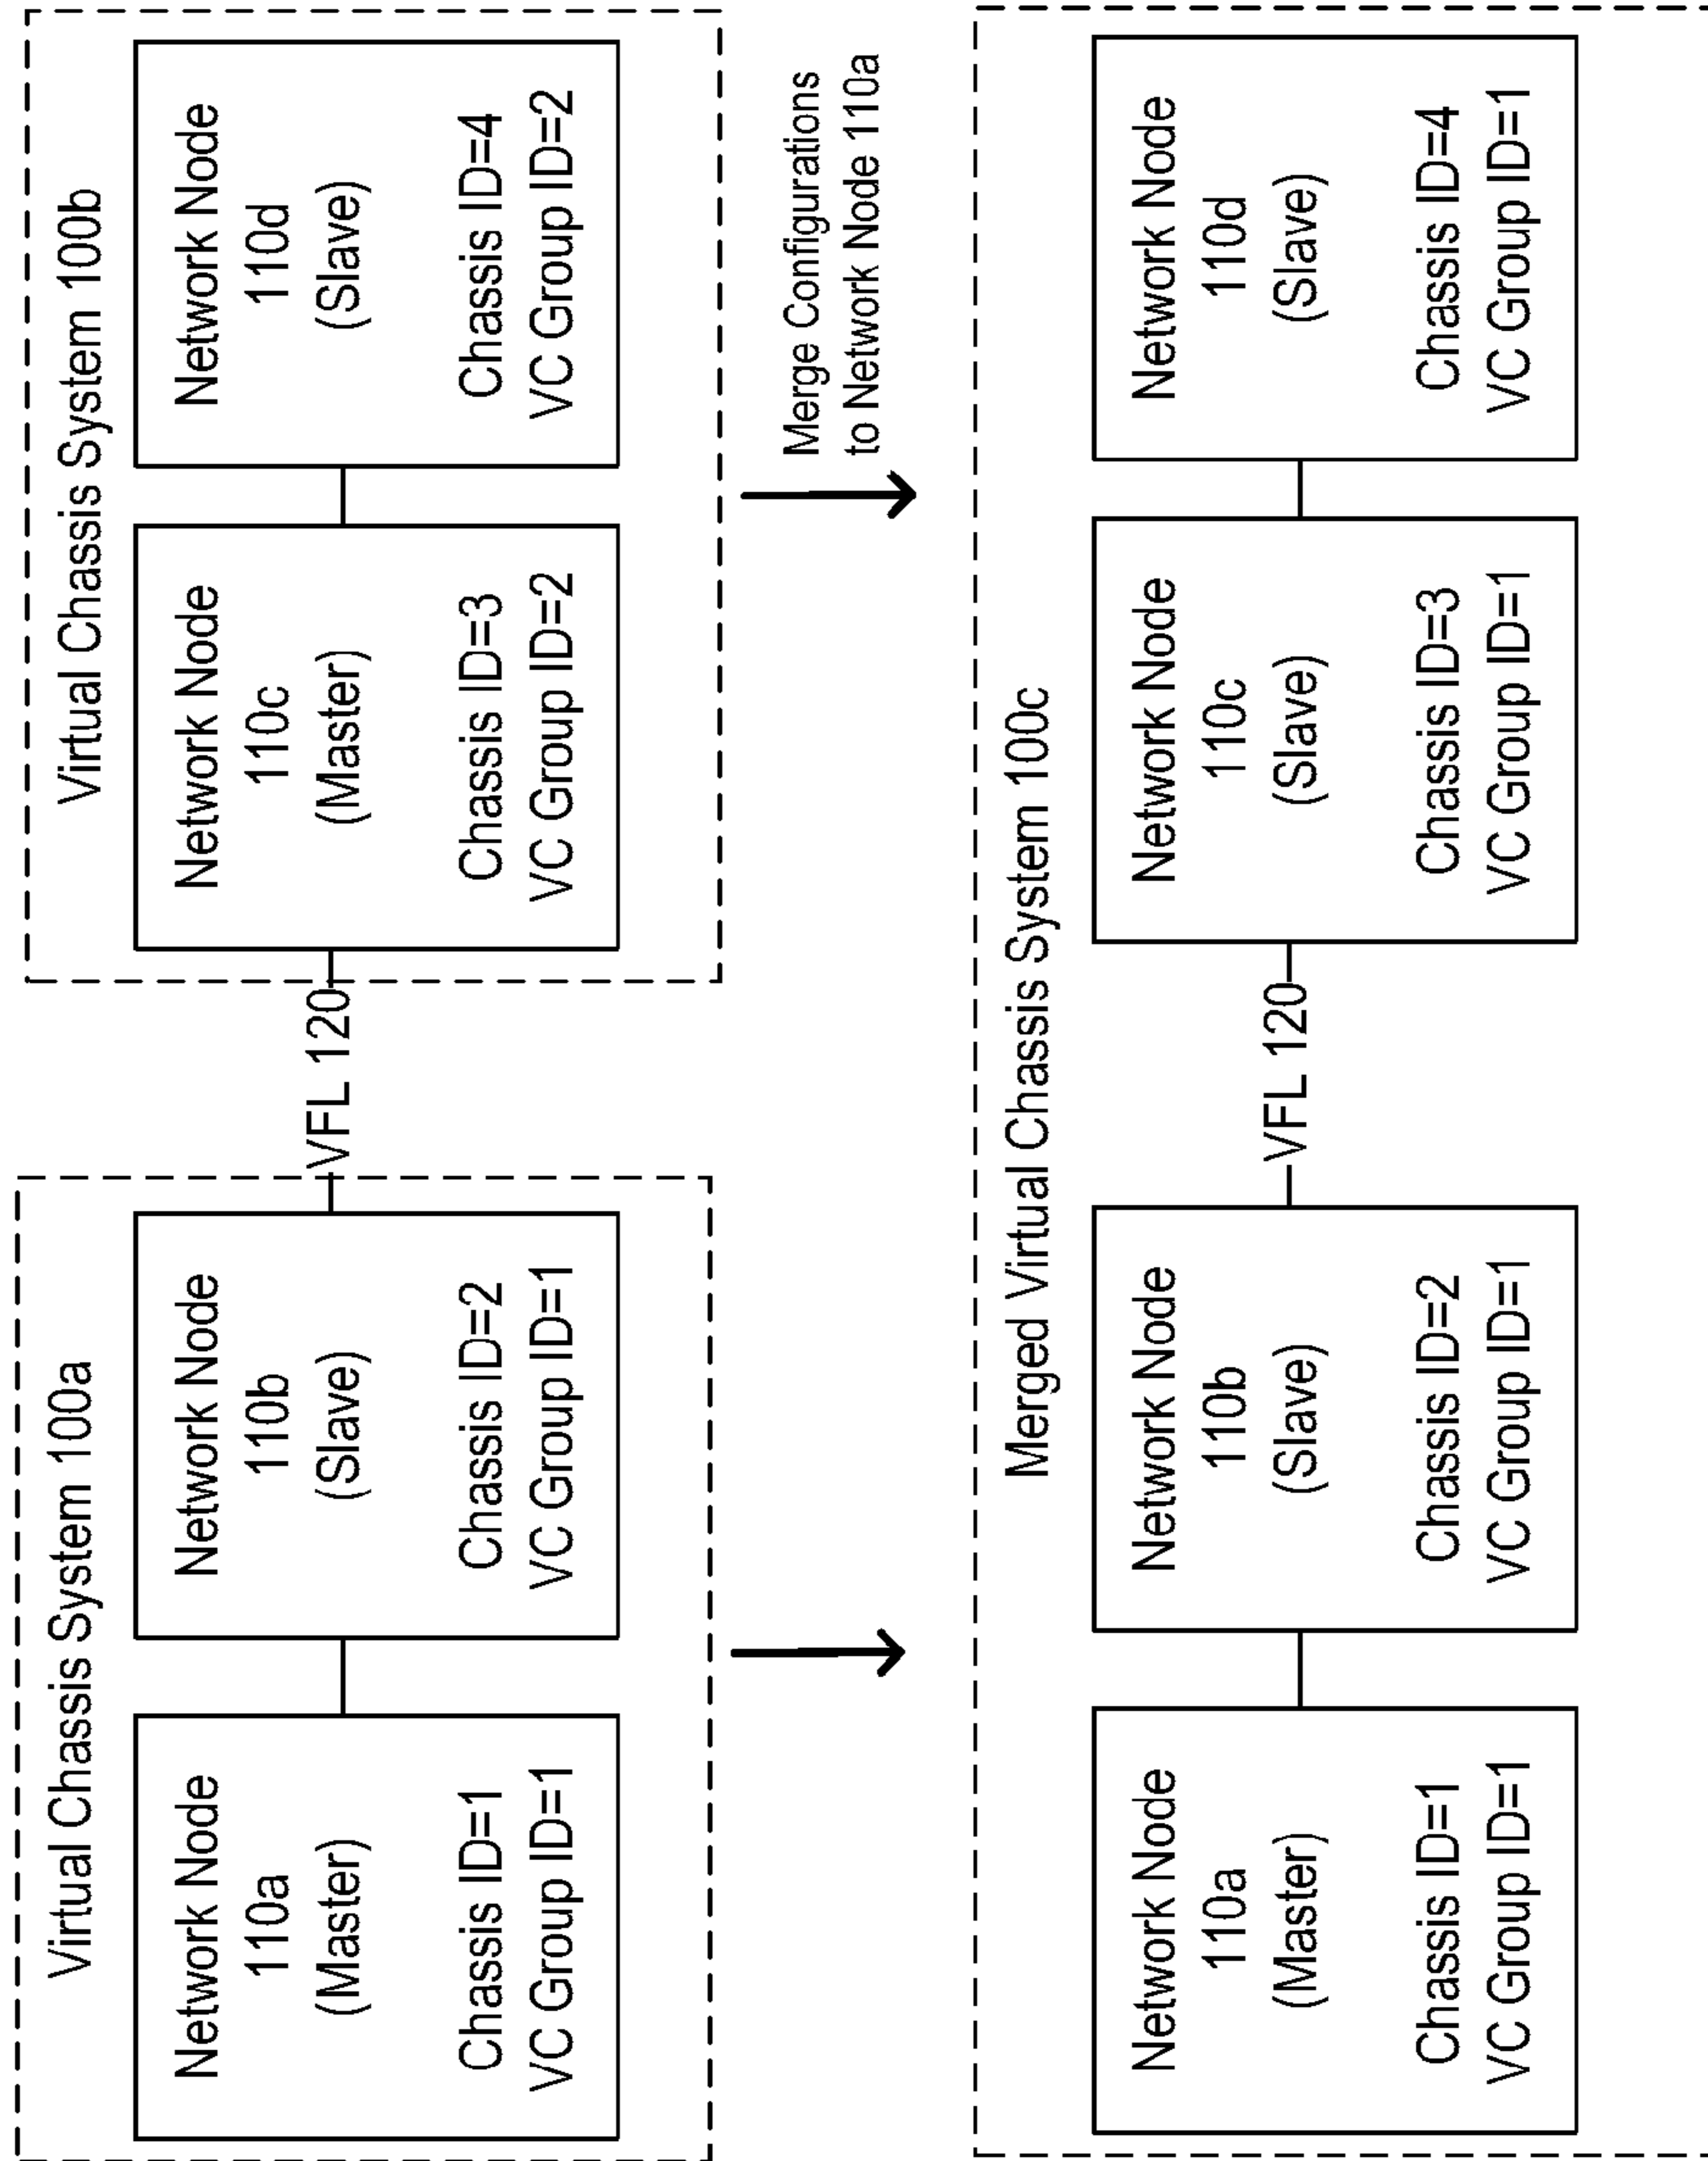 Virtual Chassis System 100a
Network Node
110a
(Master)
Chassis ID=1
VC Group ID=1
Network Node
110b
(Slave)
Chassis ID=2
VC Group ID=1
VFL 120
Virtual Chassis System 100b
Network Node
110c
(Master)
Chassis ID=3
VC Group ID=2
Network Node
110d
(Slave)
Chassis ID=4
VC Group ID=2
Merge Configurations
to Network Node 110a
Merged Virtual Chassis System 100c
Network Node
110a
(Master)
Chassis ID=1
VC Group ID=1
Network Node
110b
(Slave)
Chassis ID=2
VC Group ID=1
VFL 120
Network Node
110c
(Slave)
Chassis ID=3
VC Group ID=1
Network Node
110d
(Slave)
Chassis ID=4
VC Group ID=1